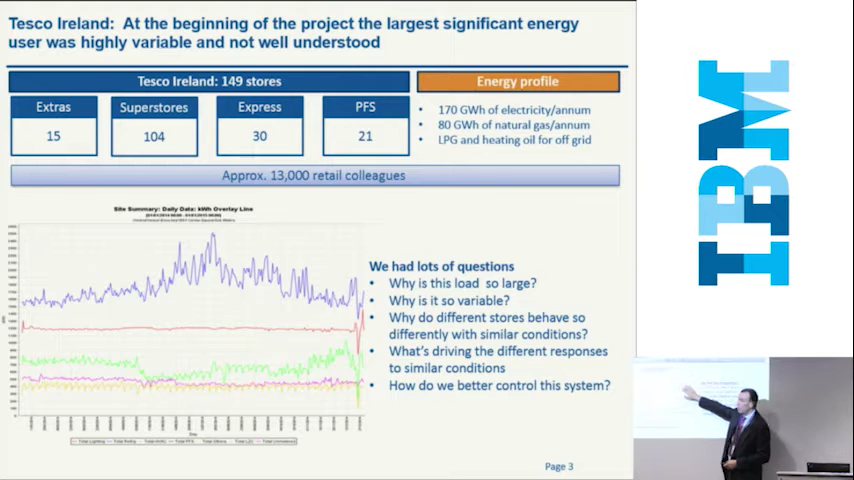 Tesco Ireland: At the beginning of the project the largest significant energy
user was highly variable and not well understood
Tesco Ireland: 149 stores
Energy profile
Extras
Superstores
Express
PFS
15
104
30
21
• 170 GWh of electricity/annum
• 80 GWh of natural gas/annum
• LPG and heating oil for off grid
Approx. 13,000 retail colleagues
Site Summary: Daily Data: kWh Overlay Line
We had lots of questions
• Why is this load so large?
• Why is it so variable?
• Why do different stores behave so
differently with similar conditions?
• What's driving the different responses
to similar conditions
• How do we better control this system?
Page 3
IBM